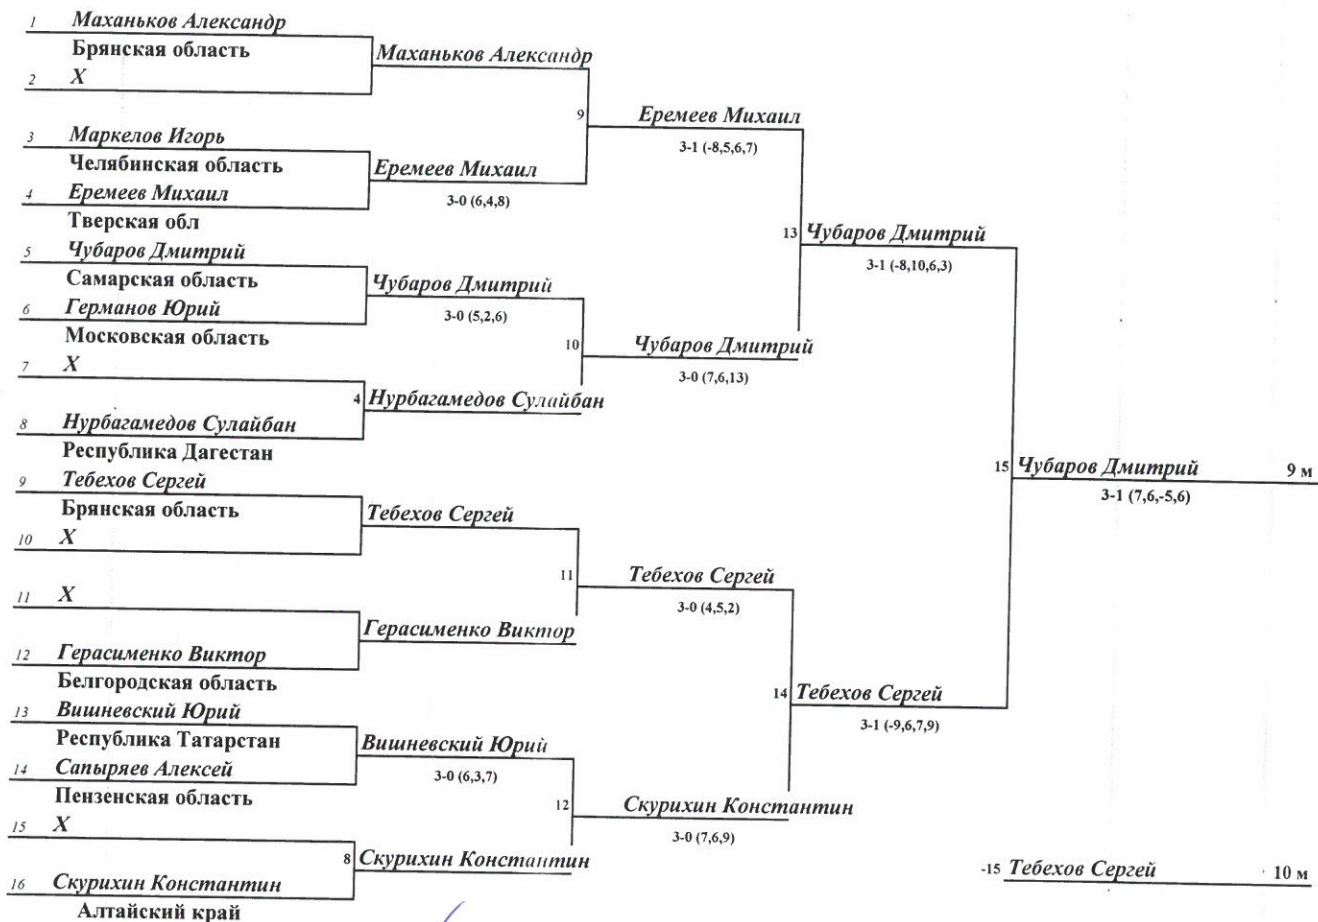 1 Маханьков Александр
Брянская область
2 X
3 Маркелов Игорь
Челябинская область
4 Еремеев Михаил
Тверская обл
5 Чубаров Дмитрий
Самарская область
6 Германов Юрий
Московская область
7 X
8 Нурбагамедов Сулайбан
Республика Дагестан
9 Тебехов Сергей
Брянская область
10 X
11 X
12 Герасименко Виктор
Белгородская область
13 Вишневский Юрий
Республика Татарстан
14 Сапыряев Алексей
Пензенская область
15 X
16 Скурихин Константин
Алтайский край
Маханьков Александр
Еремеев Михаил
3-0 (6,4,8)
Чубаров Дмитрий
3-0 (5,2,6)
4 Нурбагамедов Сулайбан
Тебехов Сергей
Герасименко Виктор
Вишневский Юрий
3-0 (6,3,7)
8 Скурихин Константин
9 Еремеев Михаил
3-1 (-8,5,6,7)
10 Чубаров Дмитрий
3-0 (7,6,13)
11 Тебехов Сергей
3-0 (4,5,2)
12 Скурихин Константин
3-0 (7,6,9)
13 Чубаров Дмитрий
3-1 (-8,10,6,3)
14 Тебехов Сергей
3-1 (-9,6,7,9)
15 Чубаров Дмитрий 9 м
3-1 (7,6,-5,6)
-15 Тебехов Сергей 10 м